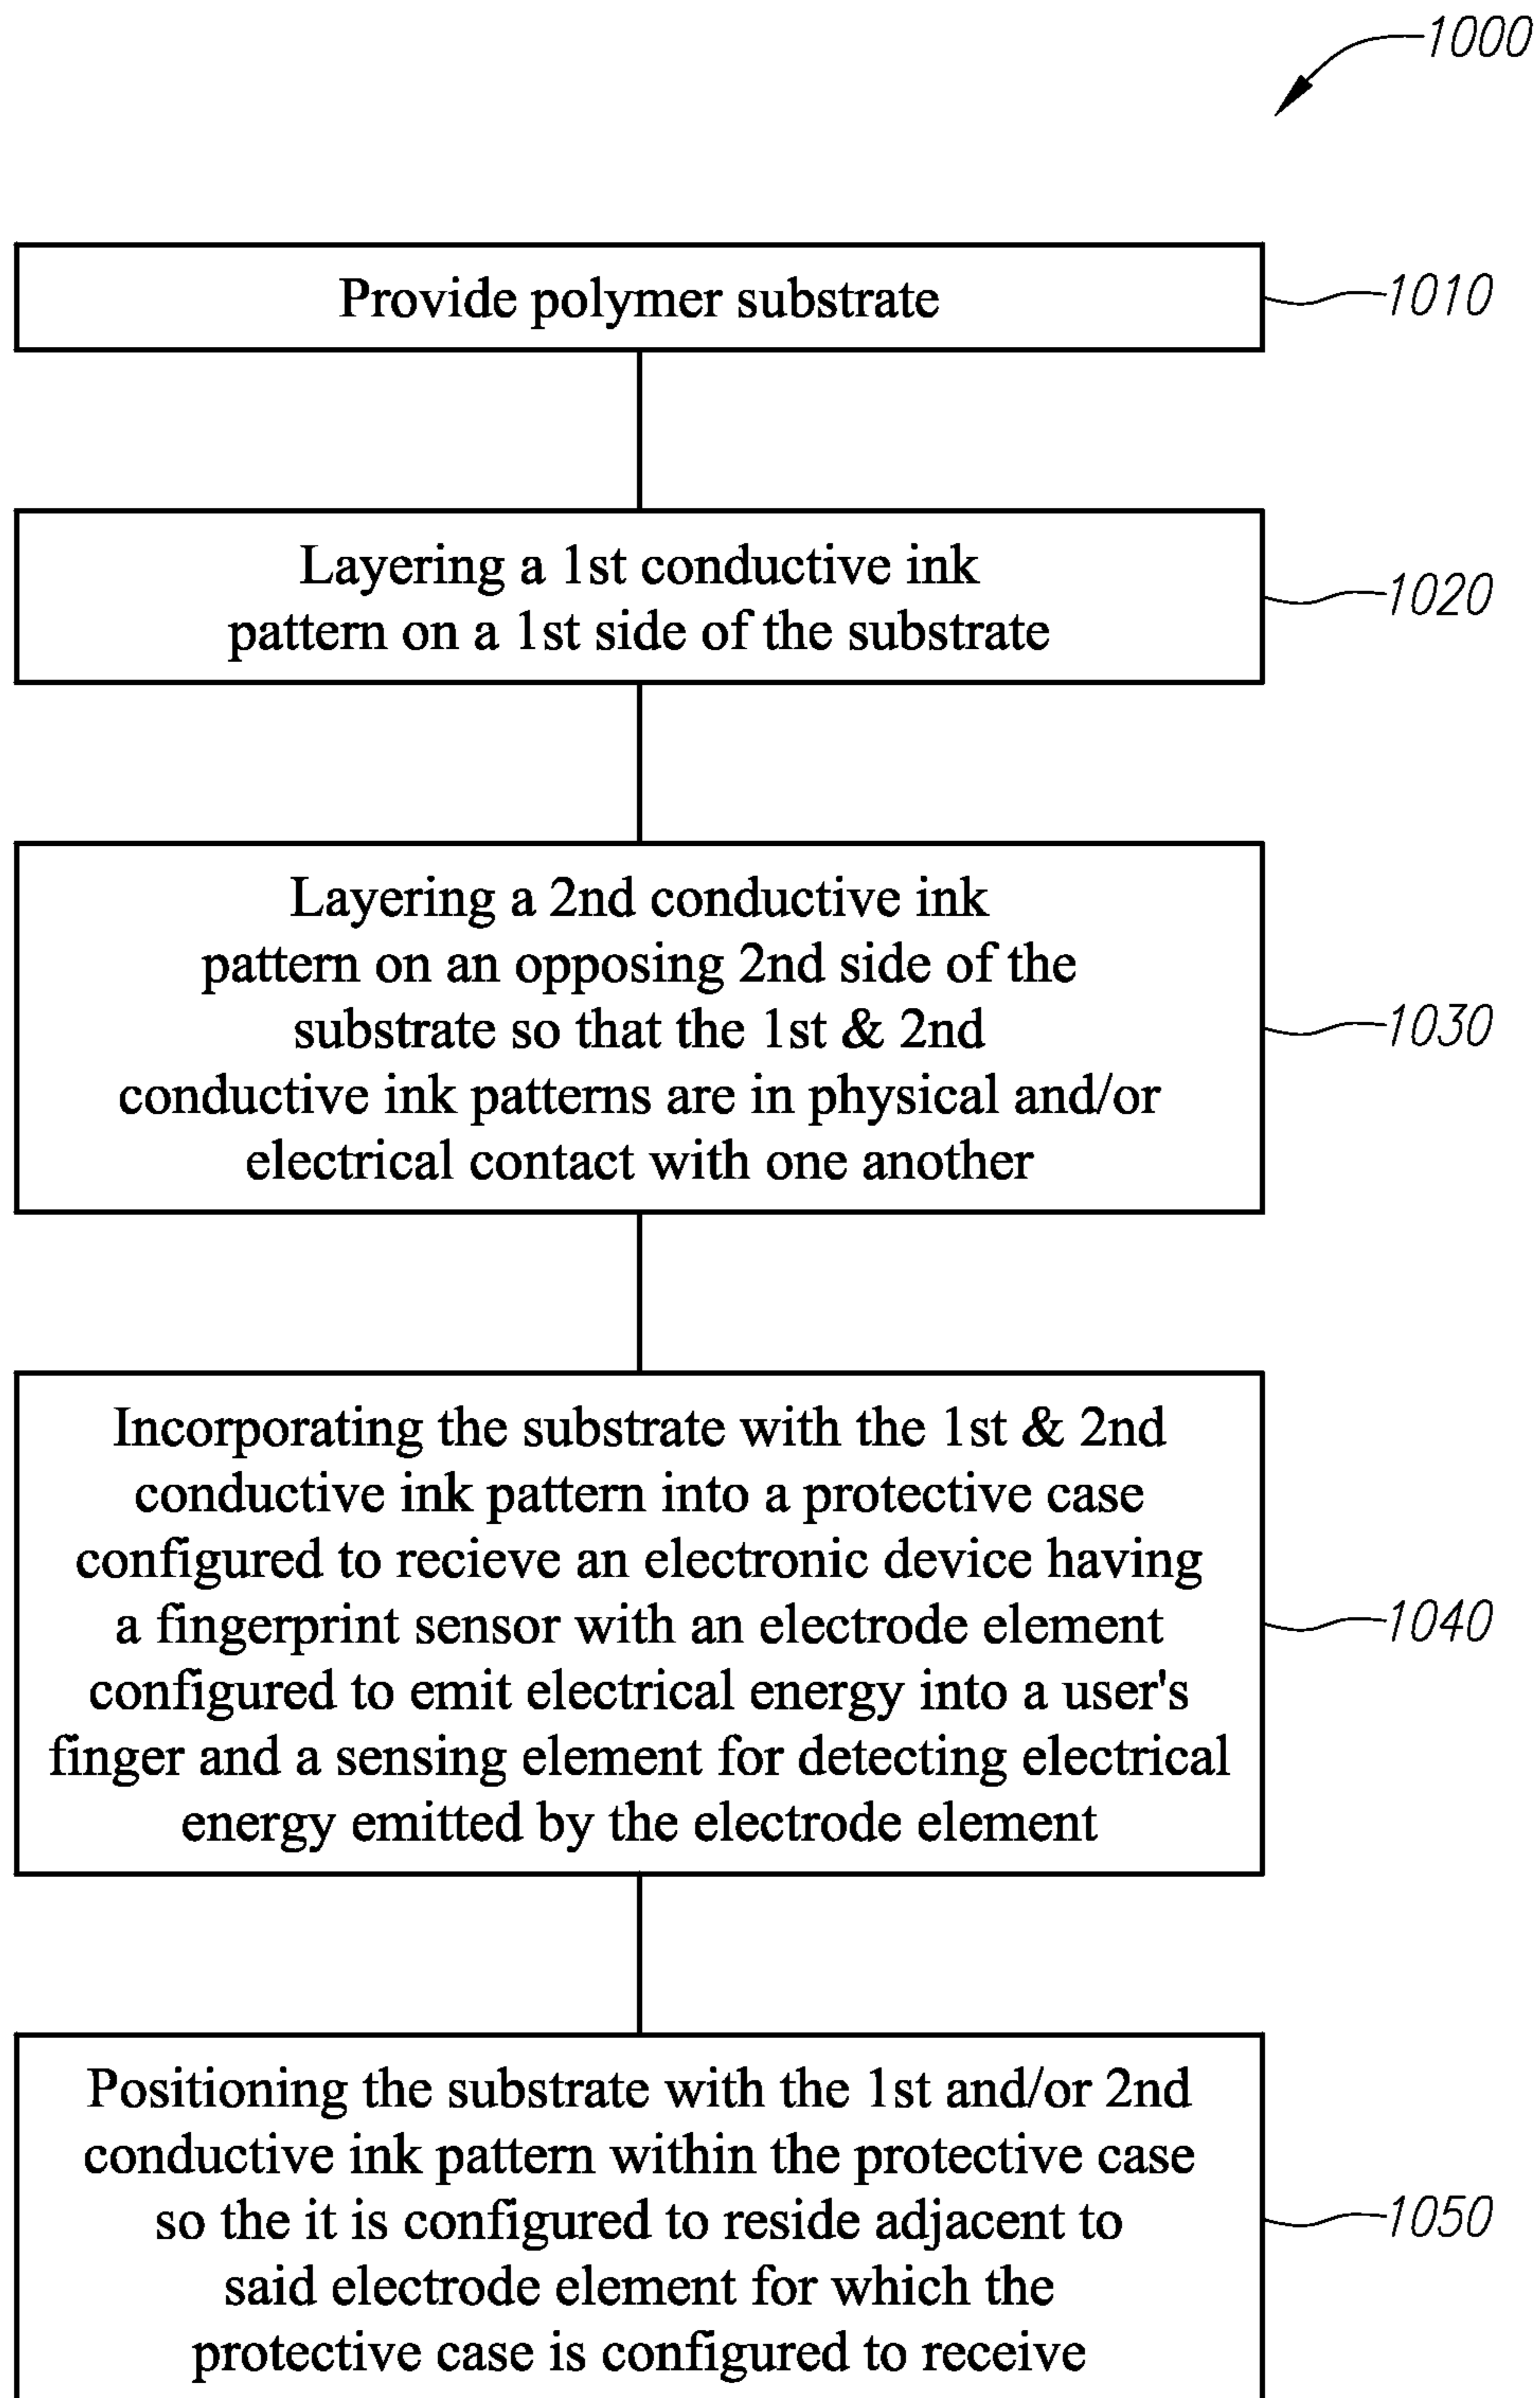 1000
Provide polymer substrate
1010
Layering a 1st conductive ink
pattern on a 1st side of the substrate
1020
Layering a 2nd conductive ink
pattern on an opposing 2nd side of the
substrate so that the 1st & 2nd
conductive ink patterns are in physical and/or
electrical contact with one another
1030
Incorporating the substrate with the 1st & 2nd
conductive ink pattern into a protective case
configured to recieve an electronic device having
a fingerprint sensor with an electrode element
configured to emit electrical energy into a user's
finger and a sensing element for detecting electrical
energy emitted by the electrode element
1040
Positioning the substrate with the 1st and/or 2nd
conductive ink pattern within the protective case
so the it is configured to reside adjacent to
said electrode element for which the
protective case is configured to receive
1050